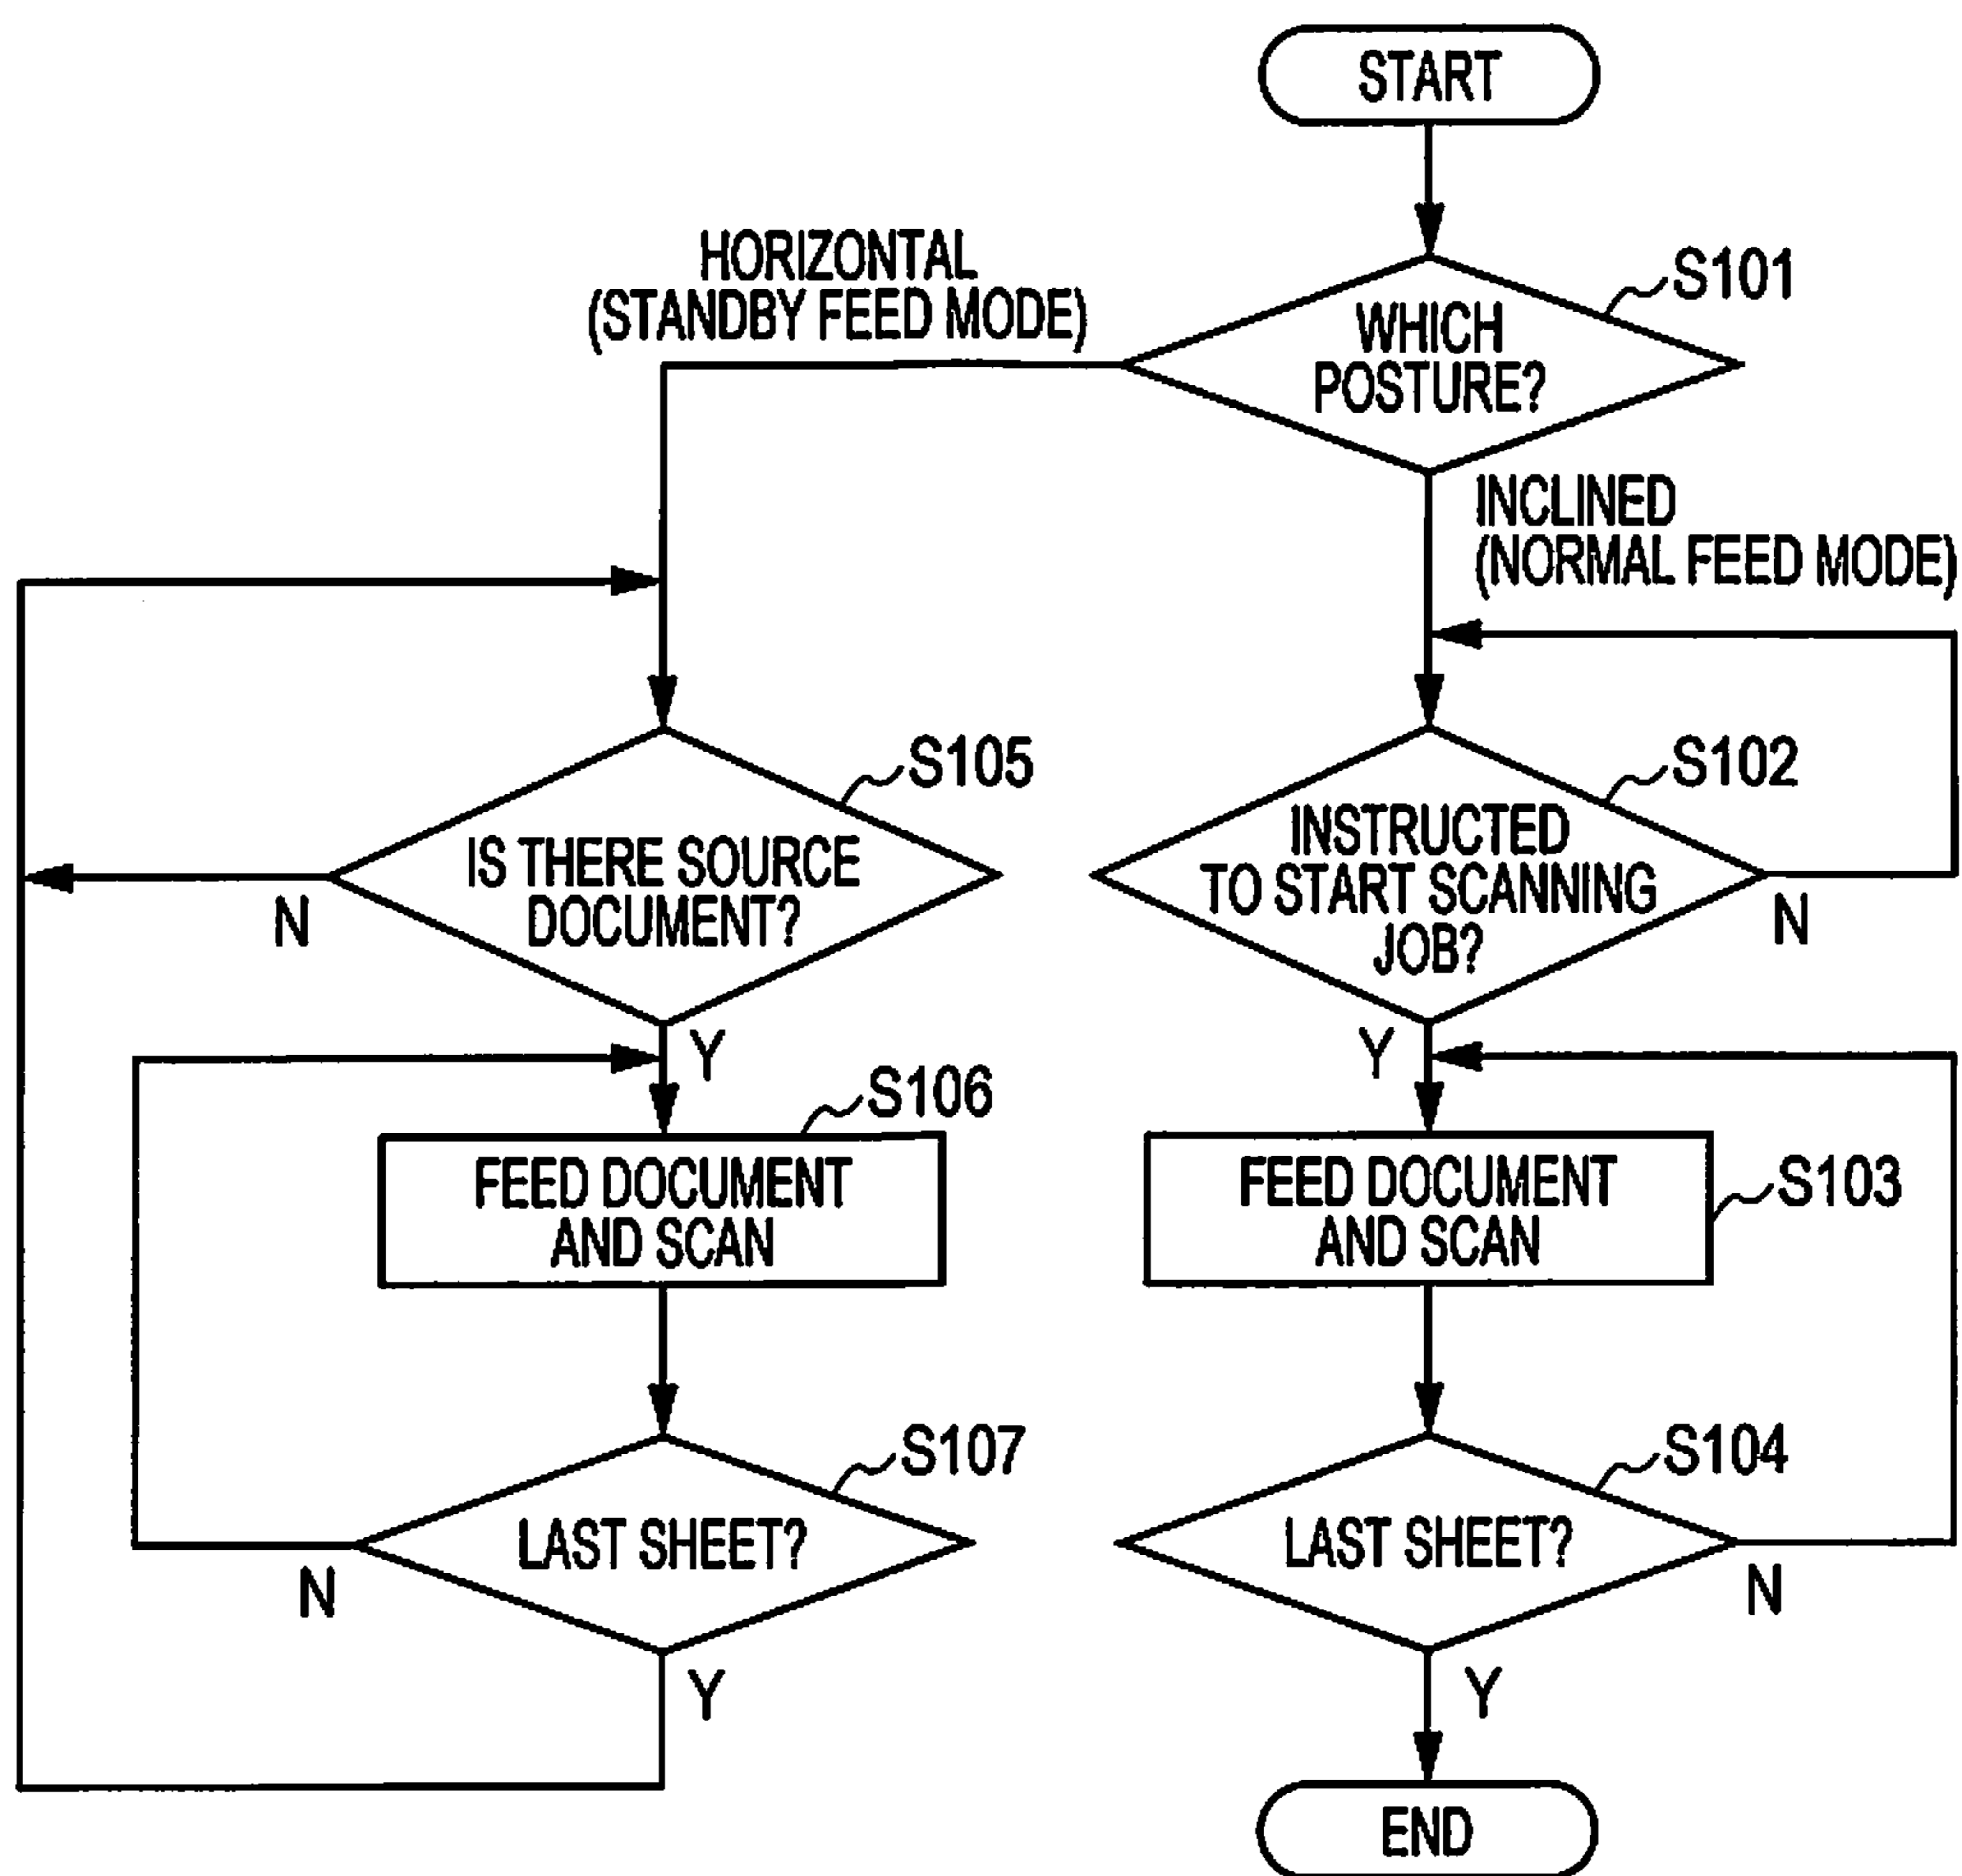 START
HORIZONTAL
(STANDBY FEED MODE)
S101
WHICH
POSTURE?
INCLINED
(NORMAL FEED MODE)
S105
IS THERE SOURCE
DOCUMENT?
N
Y
S102
INSTRUCTED
TO START SCANNING
JOB?
N
Y
S106
FEED DOCUMENT
AND SCAN
S103
FEED DOCUMENT
AND SCAN
S107
LAST SHEET?
N
Y
S104
LAST SHEET?
N
Y
END